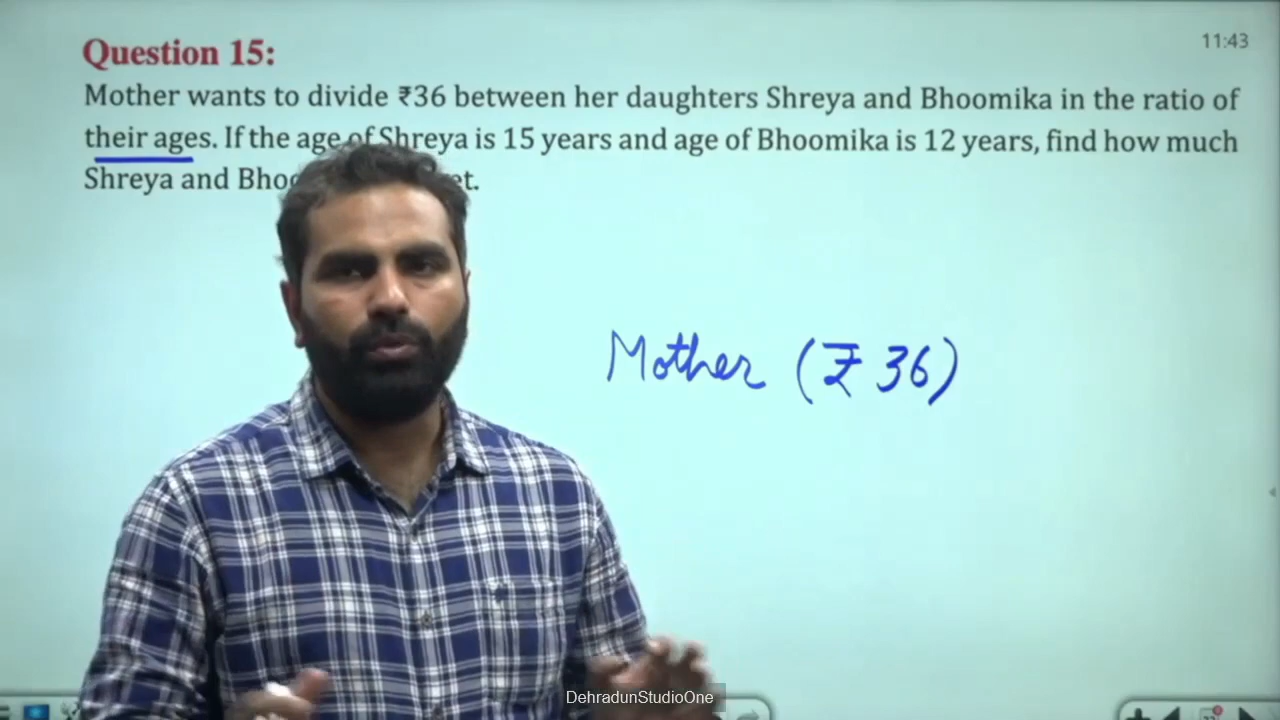 11:43
Question 15:
Mother wants to divide ₹36 between her daughters Shreya and Bhoomika in the ratio of
their ages. If the age of Shreya is 15 years and age of Bhoomika is 12 years, find how much
Shreya and
Mother (₹ 36)
DehradunStudioOne